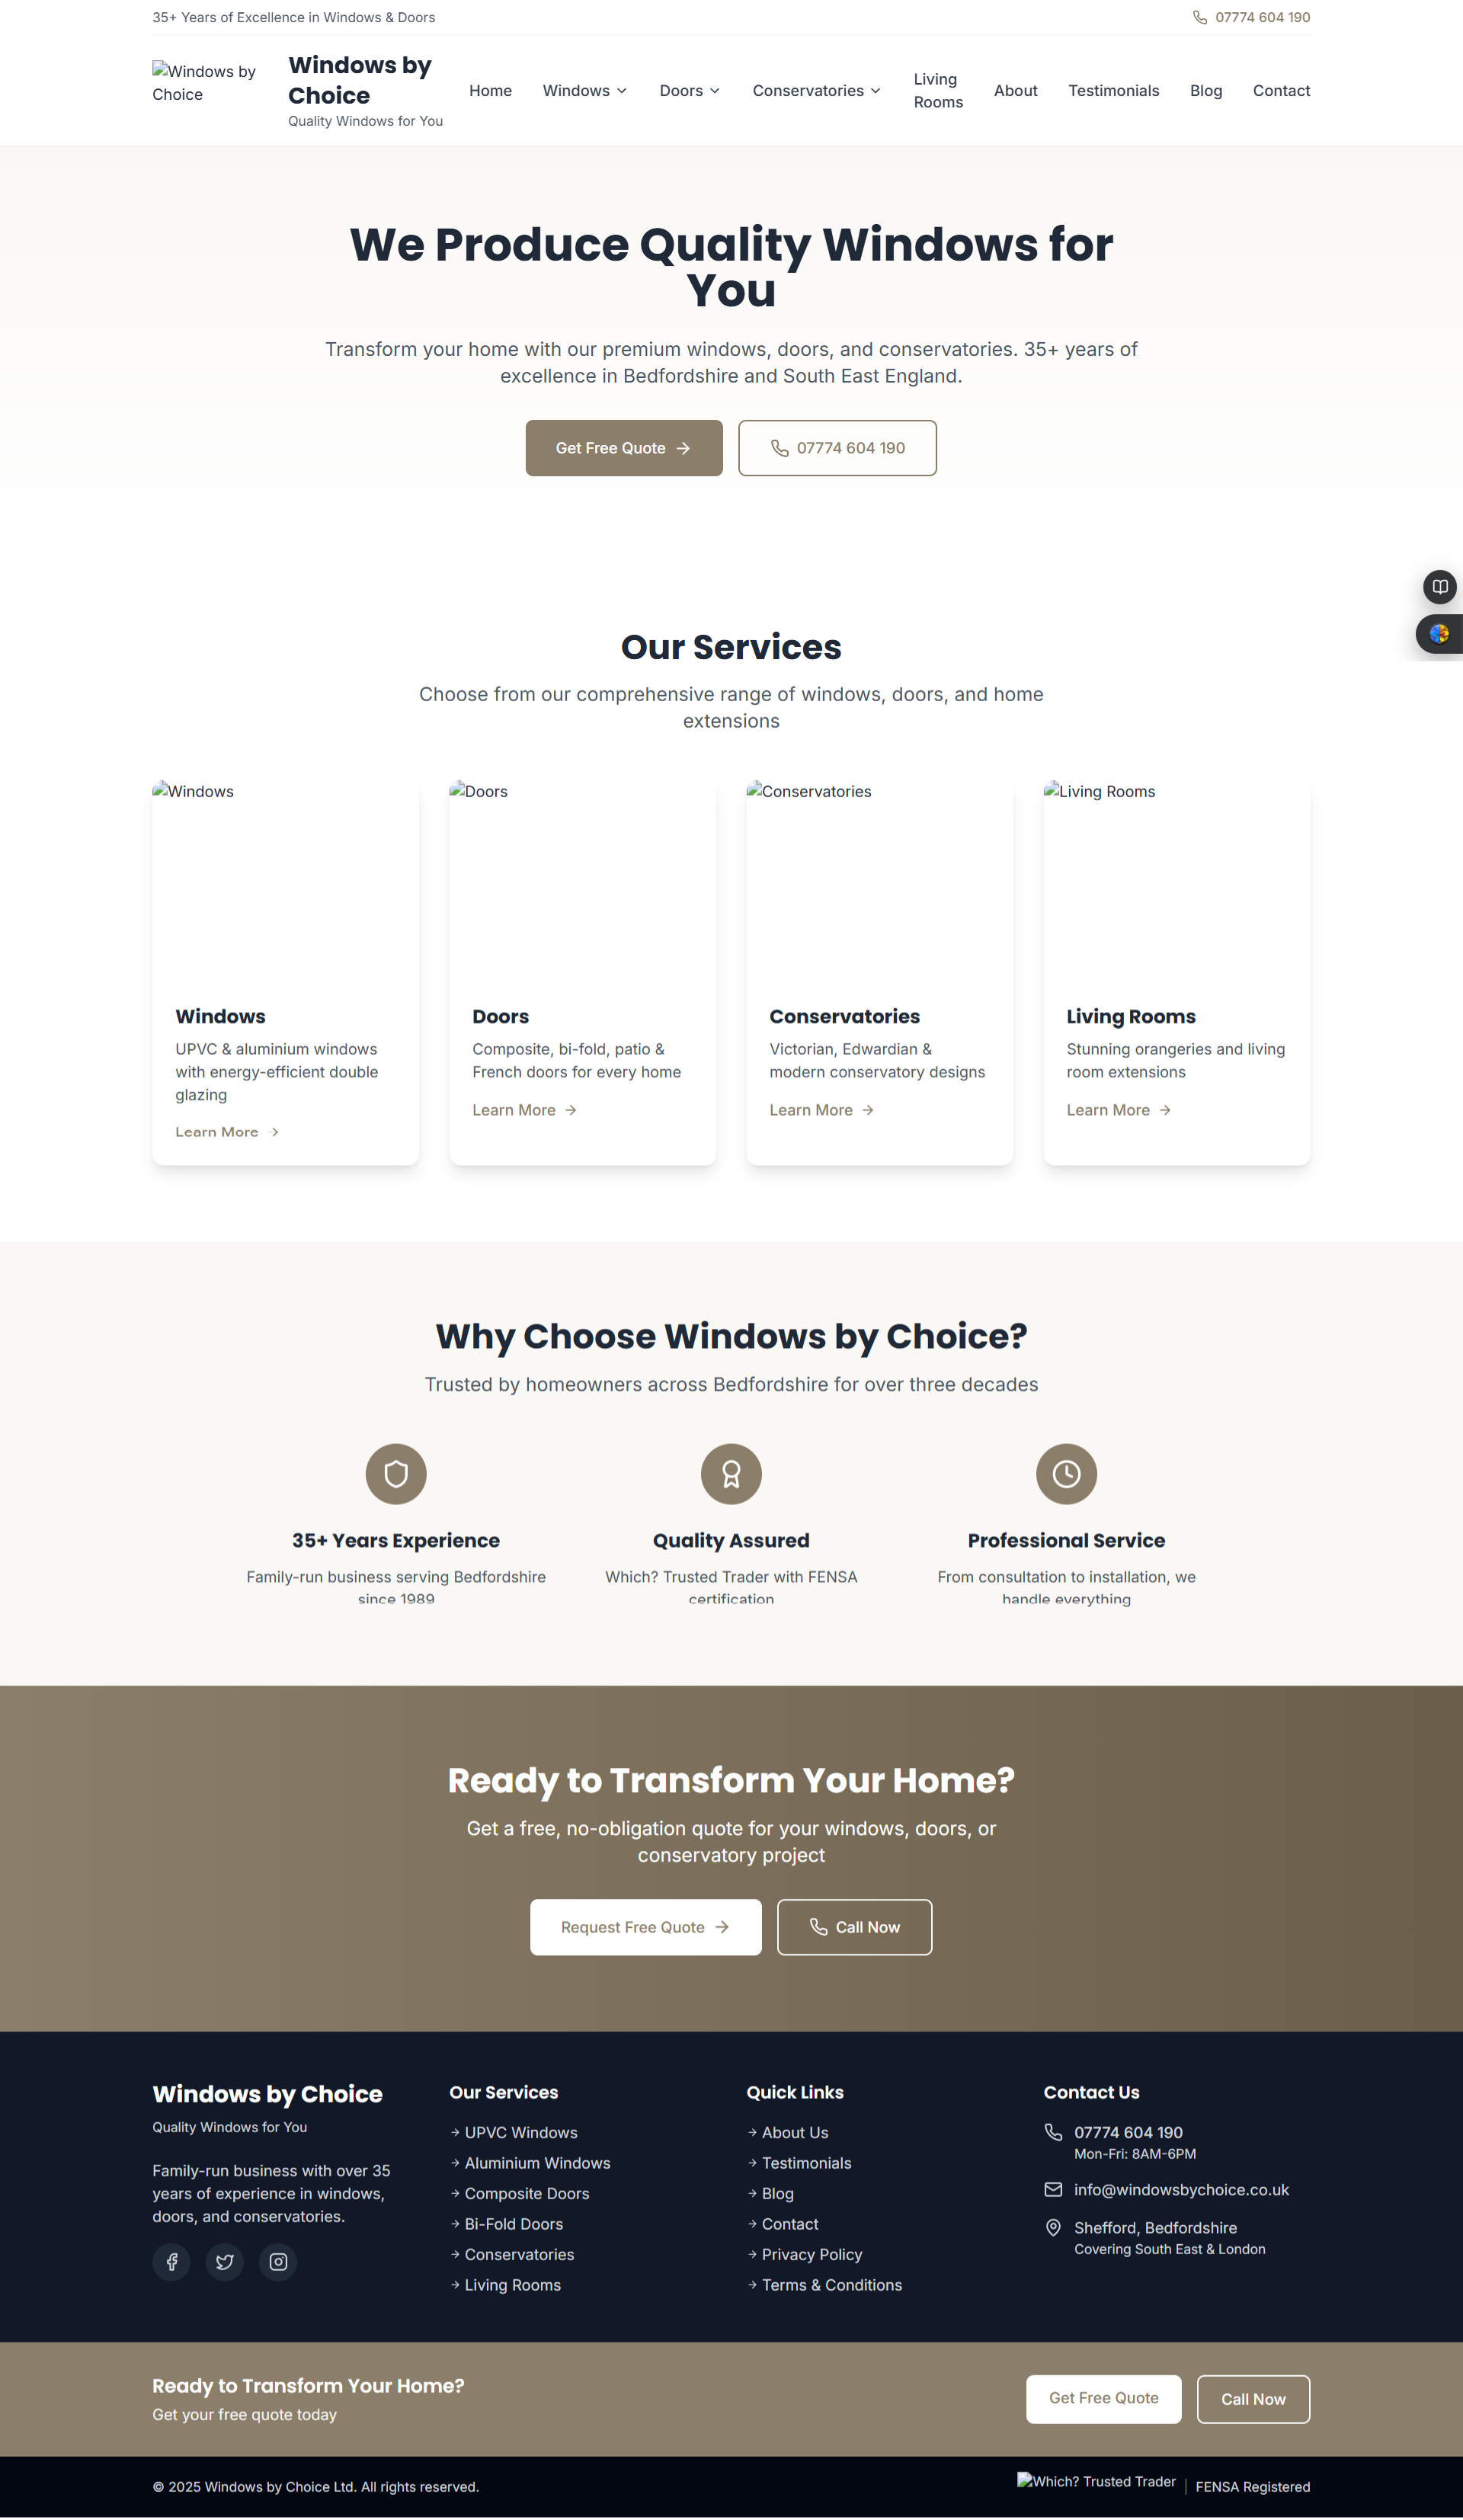 35+ Years of Excellence in Windows & Doors
07774 604 190
Windows by
Choice
Windows by
Choice
Quality Windows for You
Home
Windows
Doors
Conservatories
Living
Rooms
About
Testimonials
Blog
Contact
We Produce Quality Windows for
You
Transform your home with our premium windows, doors, and conservatories. 35+ years of
excellence in Bedfordshire and South East England.
Get Free Quote
07774 604 190
Our Services
Choose from our comprehensive range of windows, doors, and home
extensions
Windows
Doors
Conservatories
Living Rooms
Windows
UPVC & aluminium windows
with energy-efficient double
glazing
Learn More
Doors
Composite, bi-fold, patio &
French doors for every home
Learn More
Conservatories
Victorian, Edwardian &
modern conservatory designs
Learn More
Living Rooms
Stunning orangeries and living
room extensions
Learn More
Why Choose Windows by Choice?
Trusted by homeowners across Bedfordshire for over three decades
35+ Years Experience
Family-run business serving Bedfordshire
since 1989
Quality Assured
Which? Trusted Trader with FENSA
certification
Professional Service
From consultation to installation, we
handle everything
Ready to Transform Your Home?
Get a free, no-obligation quote for your windows, doors, or
conservatory project
Request Free Quote
Call Now
Windows by Choice
Quality Windows for You
Family-run business with over 35
years of experience in windows,
doors, and conservatories.
Our Services
UPVC Windows
Aluminium Windows
Composite Doors
Bi-Fold Doors
Conservatories
Living Rooms
Quick Links
About Us
Testimonials
Blog
Contact
Privacy Policy
Terms & Conditions
Contact Us
07774 604 190
Mon-Fri: 8AM-6PM
info@windowsbychoice.co.uk
Shefford, Bedfordshire
Covering South East & London
Ready to Transform Your Home?
Get your free quote today
Get Free Quote
Call Now
© 2025 Windows by Choice Ltd. All rights reserved.
Which? Trusted Trader
FENSA Registered